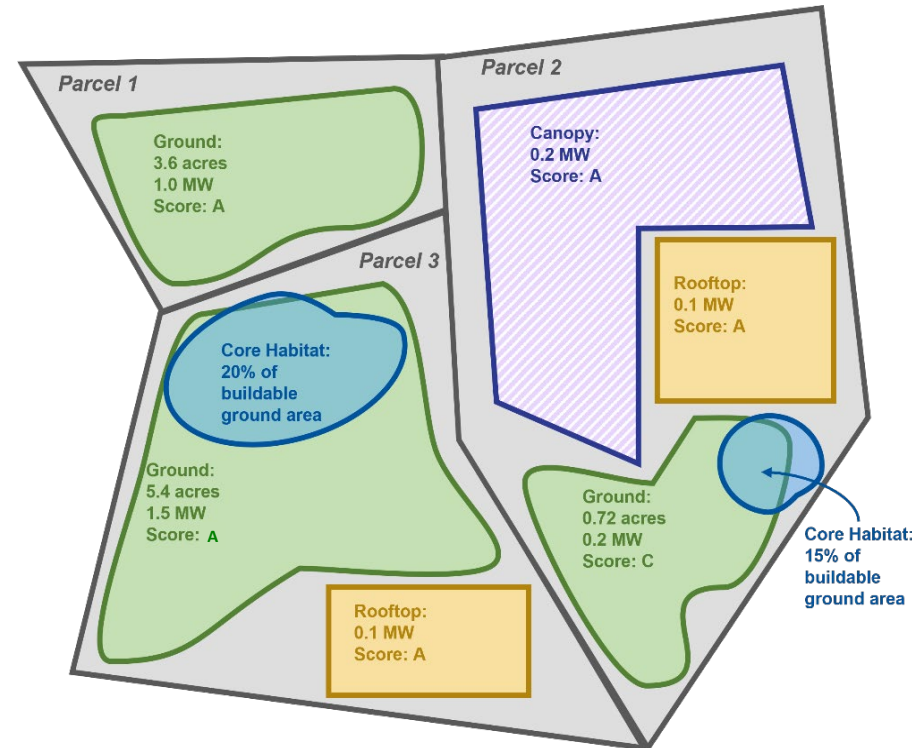 Parcel 1
Ground:
3.6 acres
1.0 MW
Score: A
Parcel 2
Canopy:
0.2 MW
Score: A
Rooftop:
0.1 MW
Score: A
Ground:
0.72 acres
0.2 MW
Score: C
Core Habitat:
15% of
buildable
ground area
Parcel 3
Core Habitat:
20% of
buildable
ground area
Ground:
5.4 acres
1.5 MW
Score: A
Rooftop:
0.1 MW
Score: A